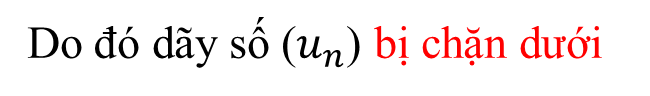 Do đó dãy số (uₙ) bị chặn dưới